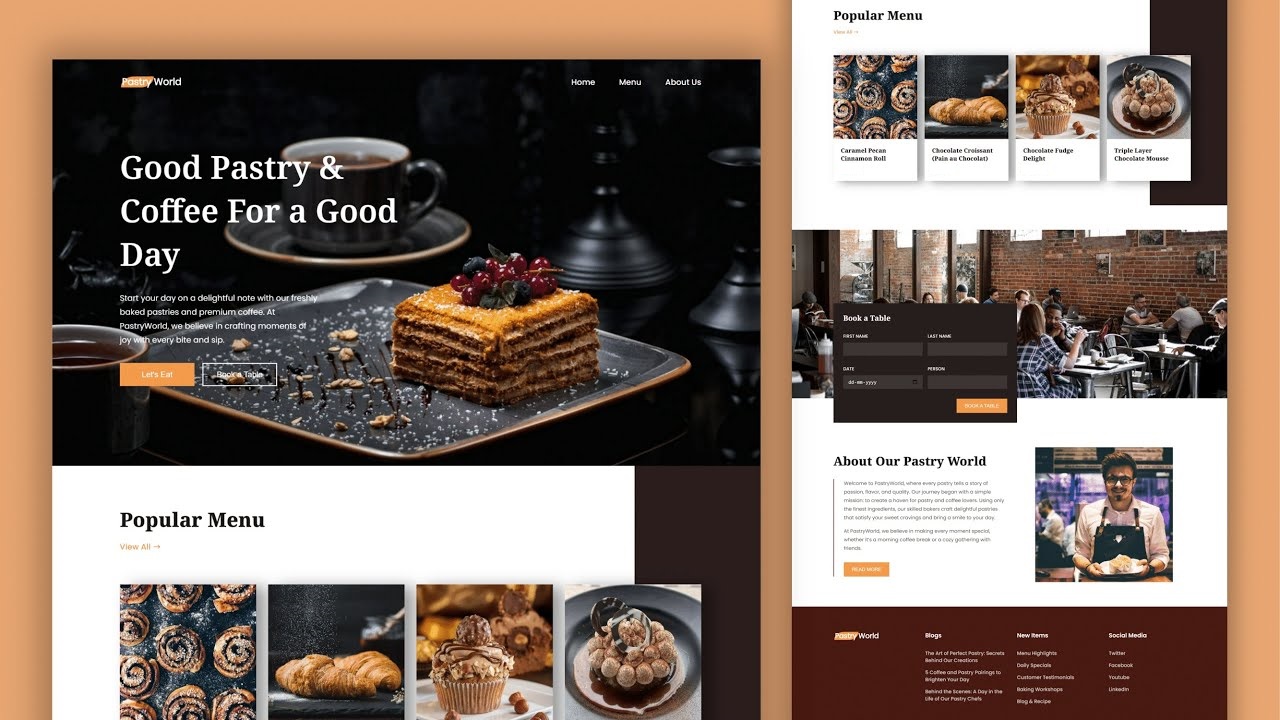 Pastry World
Home
Menu
About Us
Good Pastry &
Coffee For a Good
Day
Start your day on a delightful note with our freshly
baked pastries and premium coffee. At
PastryWorld, we believe in crafting moments of
joy with every bite and sip.
Let's Eat
Book a Table
Popular Menu
View All →
Popular Menu
View All →
Caramel Pecan
Cinnamon Roll
Chocolate Croissant
(Pain au Chocolat)
Chocolate Fudge
Delight
Triple Layer
Chocolate Mousse
Book a Table
FIRST NAME
LAST NAME
DATE
PERSON
dd-mm-yyyy
BOOK A TABLE
About Our Pastry World
Welcome to PastryWorld, where every pastry tells a story of
passion, flavor, and quality. Our journey began with a simple
mission: to create a haven for pastry and coffee lovers. Using only
the finest ingredients, our skilled bakers craft delightful pastries
that satisfy your sweet cravings and bring a smile to your day.
At PastryWorld, we believe in making every moment special,
whether it's a morning coffee break or a cozy gathering with
friends.
READ MORE
Pastry World
Blogs
The Art of Perfect Pastry: Secrets
Behind Our Creations
5 Coffee and Pastry Pairings to
Brighten Your Day
Behind the Scenes: A Day in the
Life of Our Pastry Chefs
New Items
Menu Highlights
Daily Specials
Customer Testimonials
Baking Workshops
Blog & Recipe
Social Media
Twitter
Facebook
Youtube
LinkedIn